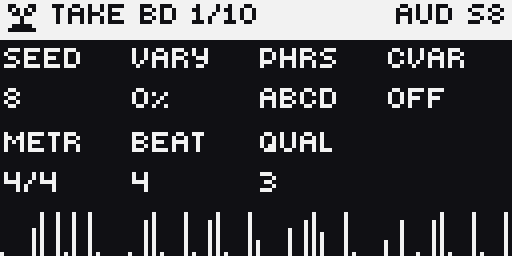 TAKE BD 1/10 AUD S8
SEED VARY PHRS CVAR
8 0% ABCD OFF
METR BEAT QUAL
4/4 4 3